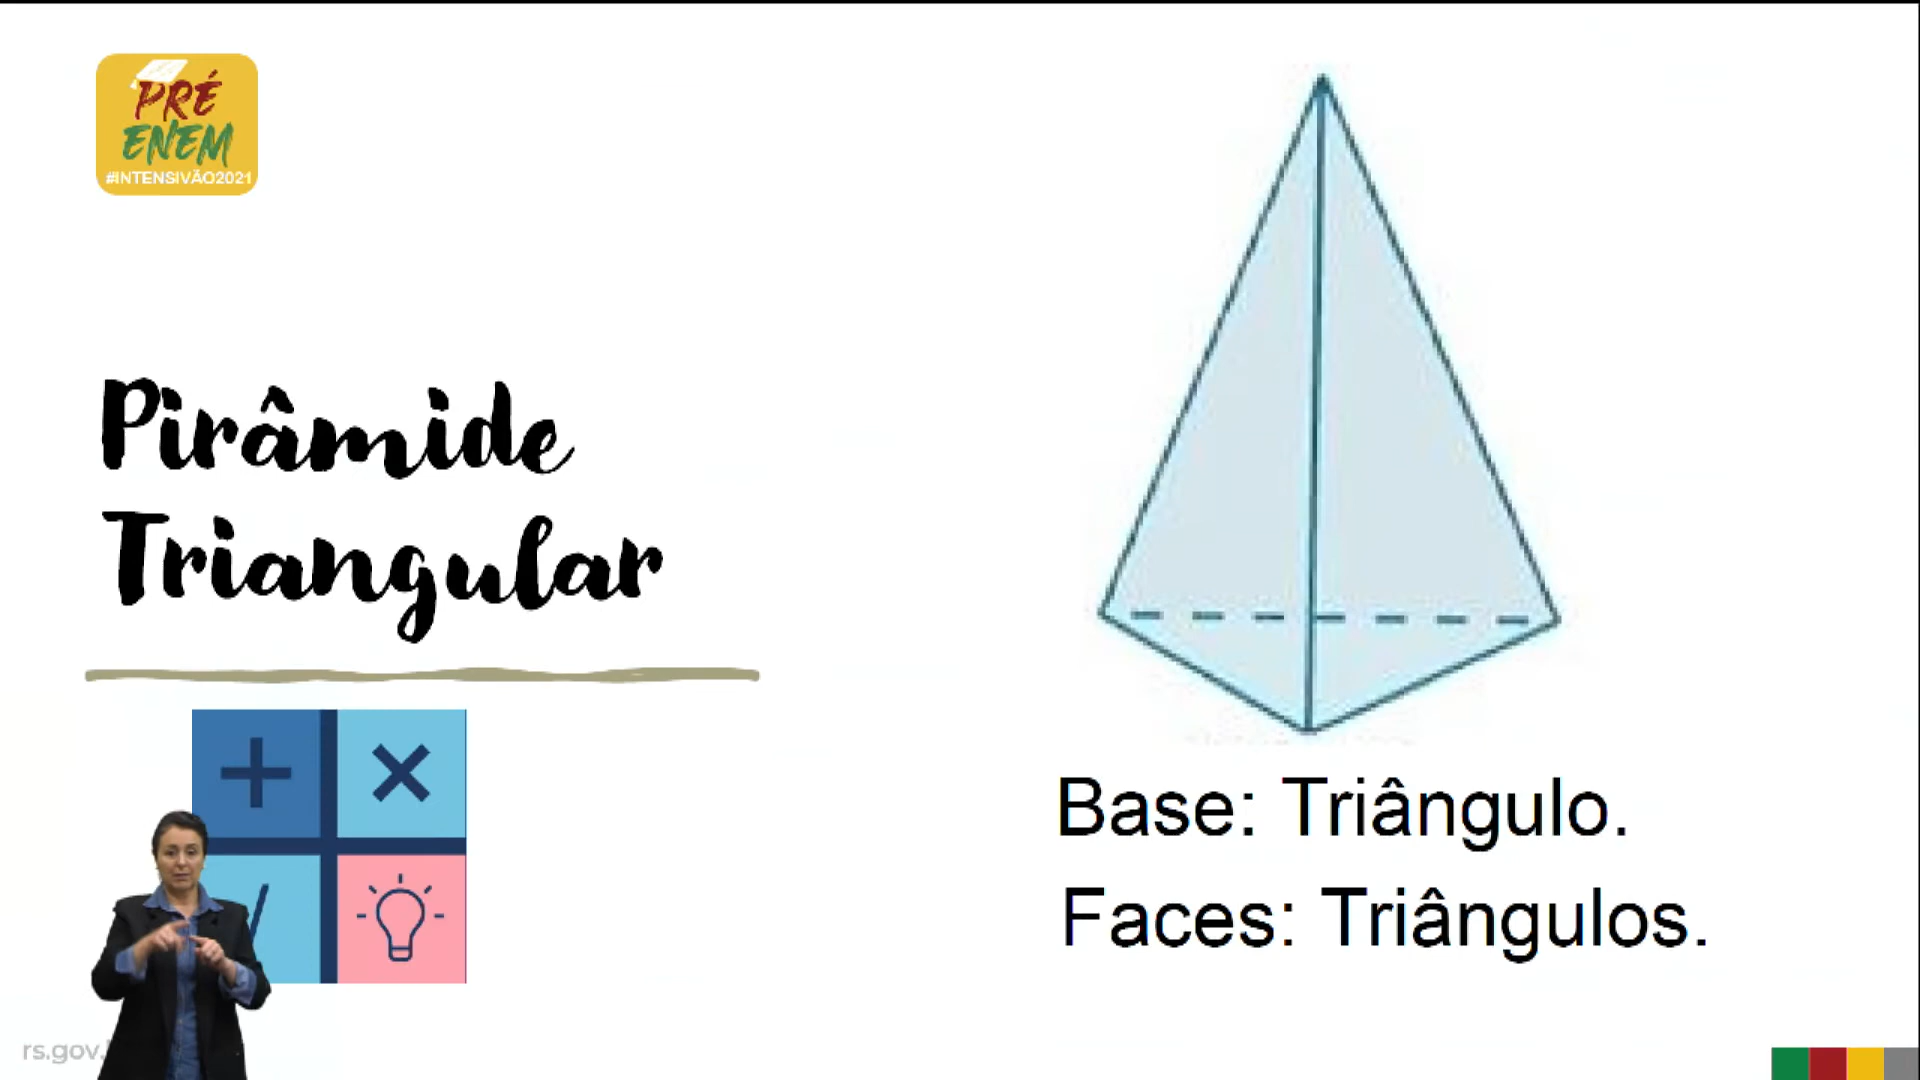 PRÉ
ENEM
#INTENSIVÃO2021
Pirâmide
Triangular
Base: Triângulo.
Faces: Triângulos.
rs.gov.